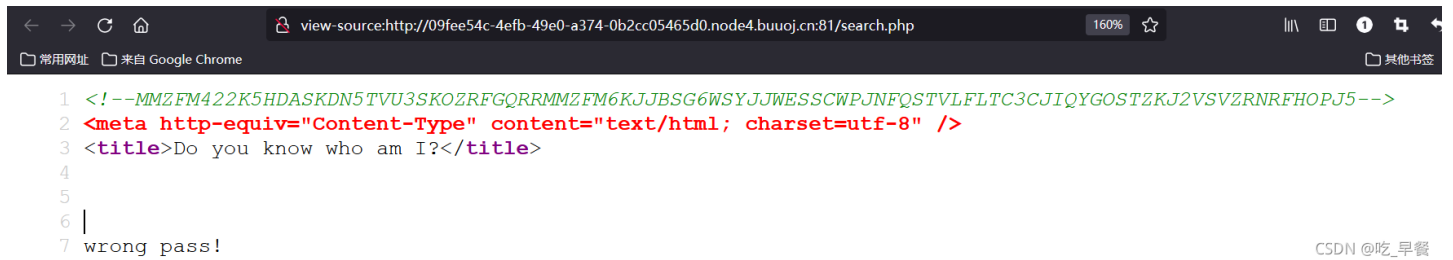 view-source:http://09fee54c-4efb-49e0-a374-0b2cc05465d0.node4.buuoj.cn:81/search.php 160% 1
常用网址 来自 Google Chrome 其他书签
1 <!--MMZFM422K5HDASKDN5TVU3SKOZRFGQRRMMZFM6KJJBSG6WSYJJWESSCWPJNFQSTVLFLTC3CJIQYGOSTZKJ2VSVZRNRFHOPJ5-->
2 <meta http-equiv="Content-Type" content="text/html; charset=utf-8" />
3 <title>Do you know who am I?</title>
4
5
6
7 wrong pass!
CSDN @吃_早餐